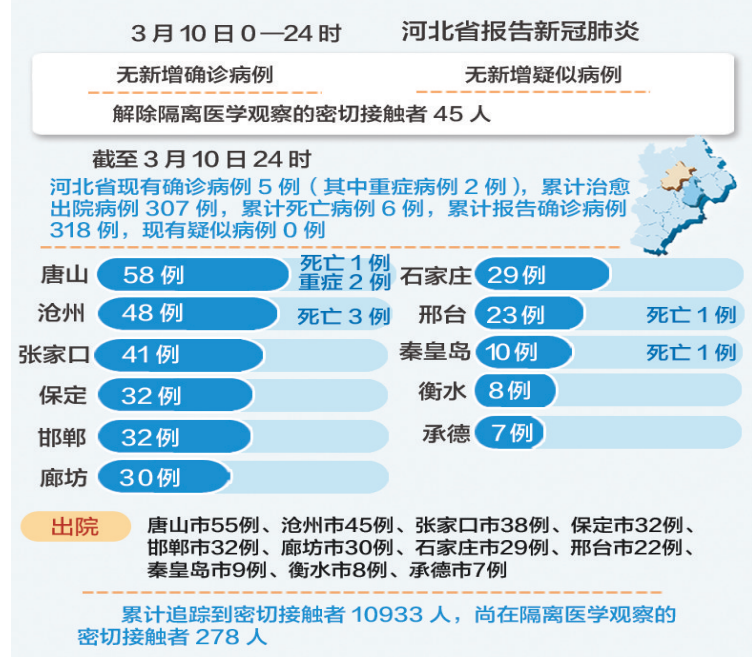 3月10日0—24时 河北省报告新冠肺炎
无新增确诊病例 无新增疑似病例
解除隔离医学观察的密切接触者45人
截至3月10日24时
河北省现有确诊病例5例（其中重症病例2例），累计治愈
出院病例307例，累计死亡病例6例，累计报告确诊病例
318例，现有疑似病例0例
唐山 58例 死亡1例
重症2例
沧州 48例 死亡3例
张家口 41例
保定 32例
邯郸 32例
廊坊 30例
石家庄 29例
邢台 23例 死亡1例
秦皇岛 10例 死亡1例
衡水 8例
承德 7例
出院
唐山市55例、沧州市45例、张家口市38例、保定市32例、
邯郸市32例、廊坊市30例、石家庄市29例、邢台市22例、
秦皇岛市9例、衡水市8例、承德市7例
累计追踪到密切接触者10933人，尚在隔离医学观察的
密切接触者278人